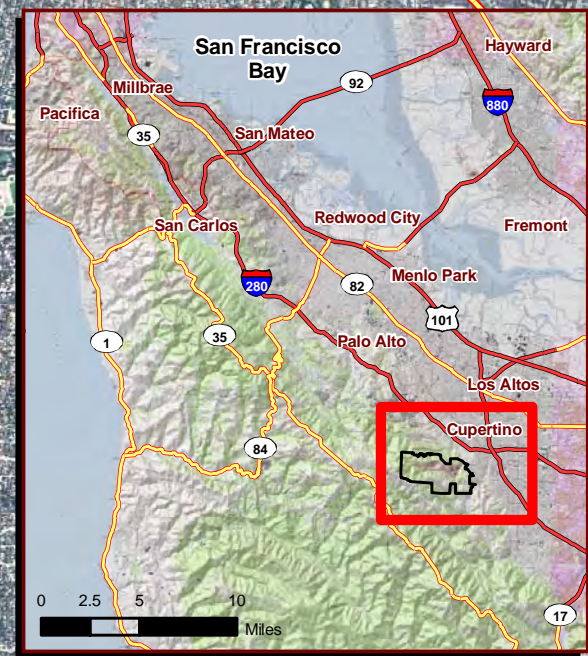 San Francisco
Bay
Hayward
Millbrae
92
880
Pacifica
35
San Mateo
Redwood City
San Carlos
Fremont
Menlo Park
280
82
101
1
35
Palo Alto
Los Altos
Cupertino
84
0 2.5 5 10
Miles
17